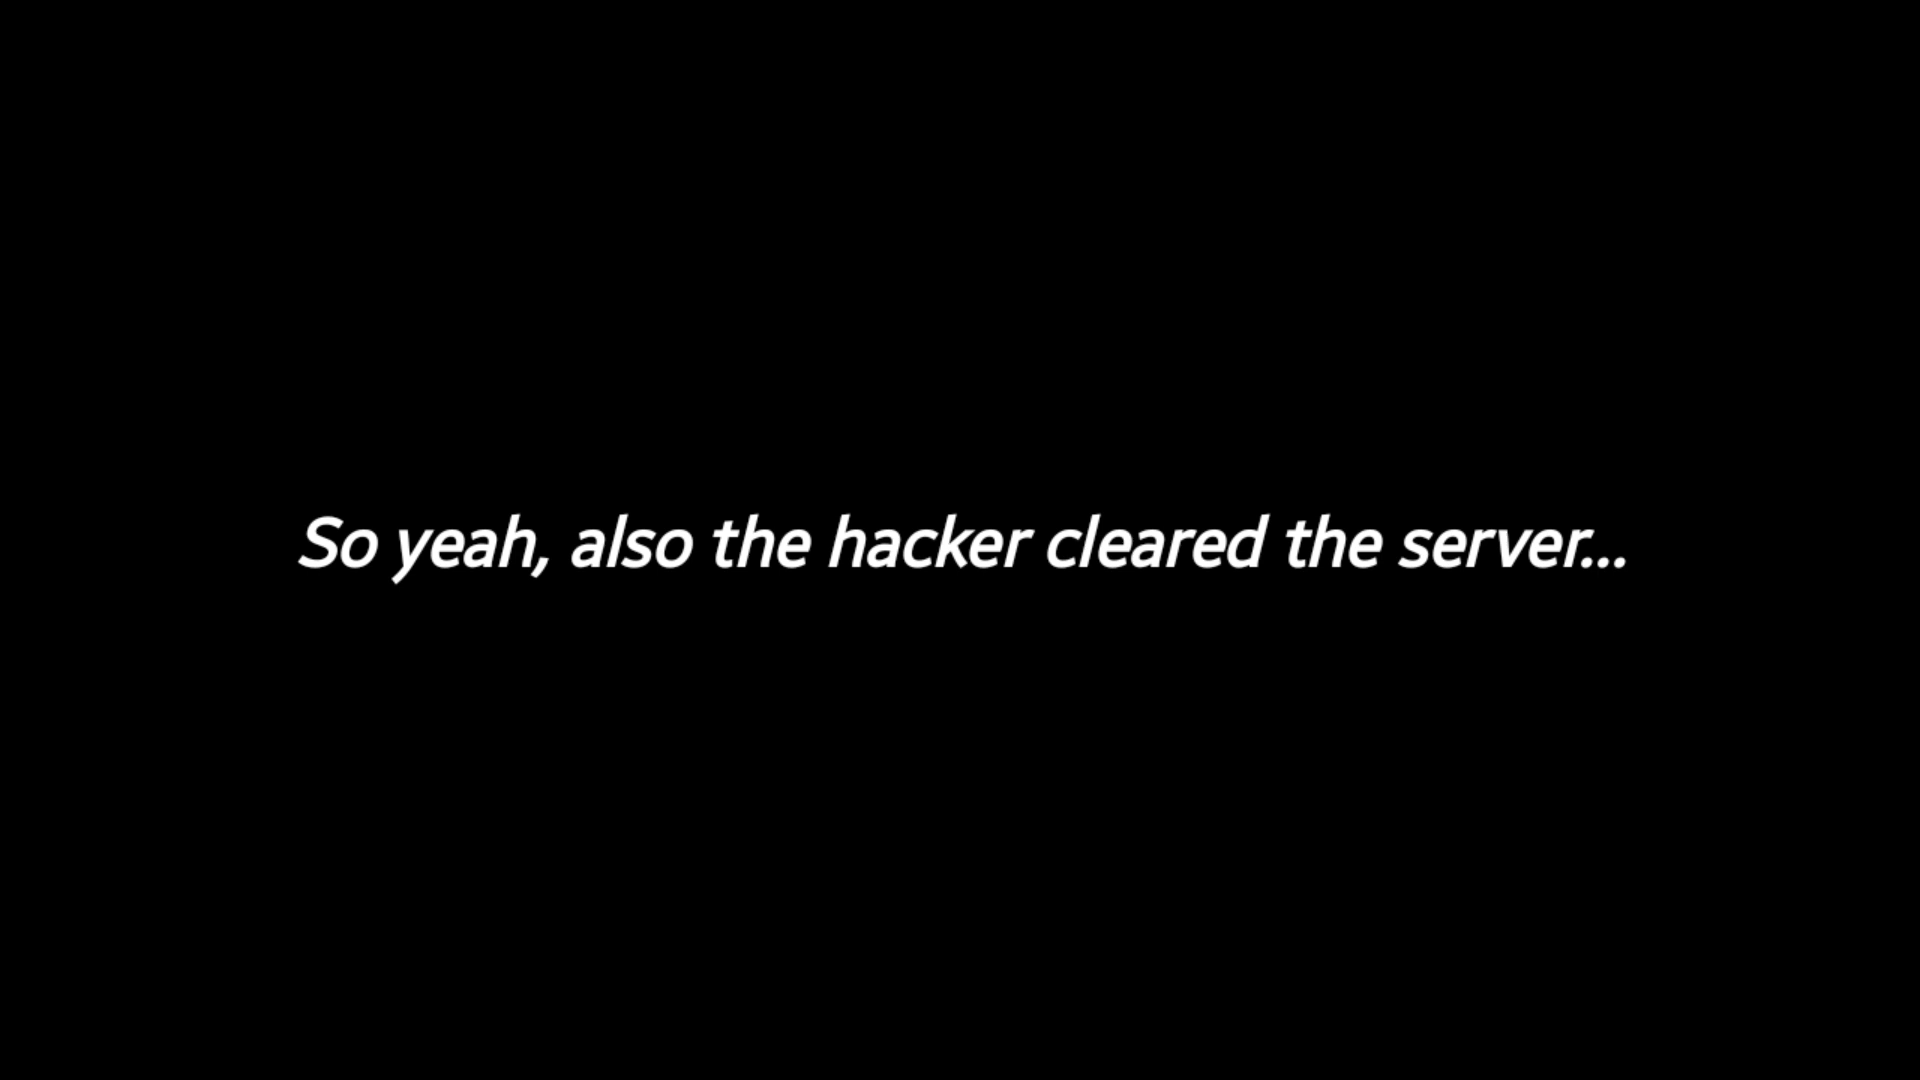 So yeah, also the hacker cleared the server...